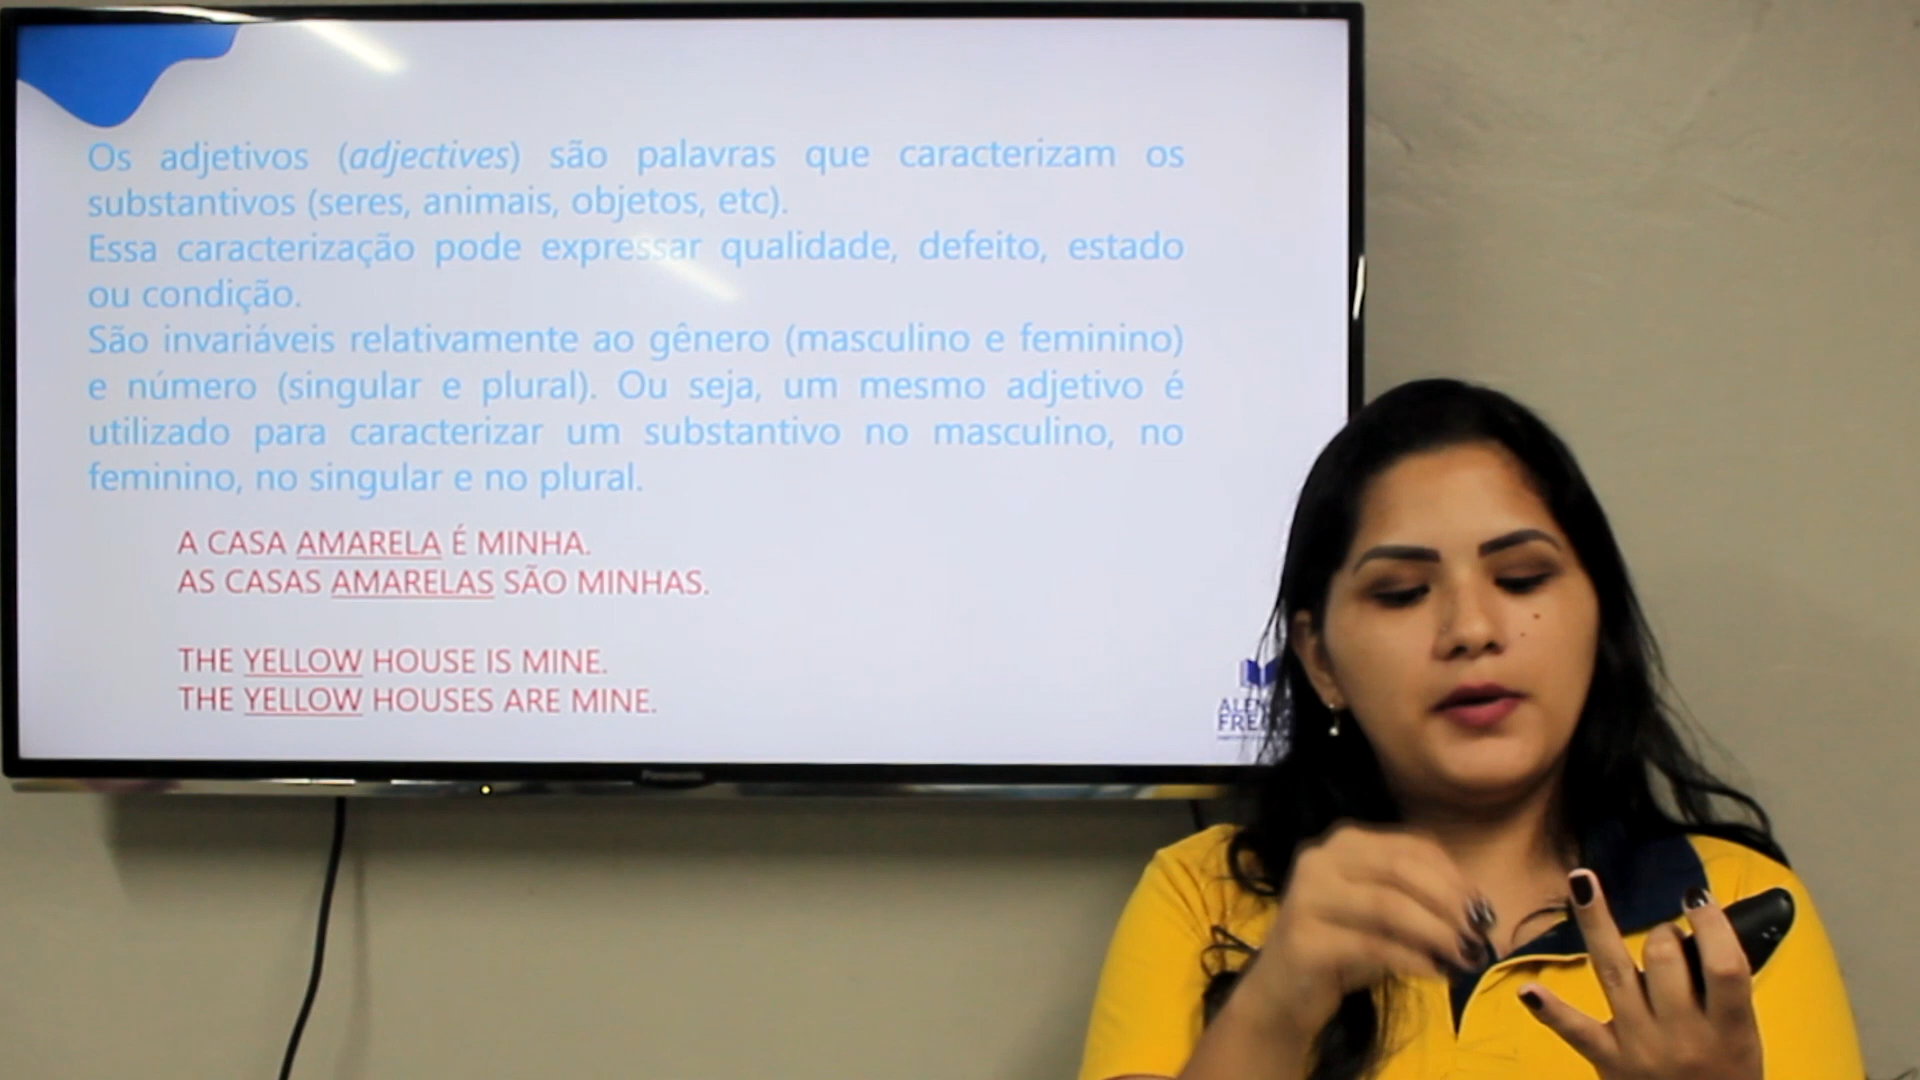 Os adjetivos (adjectives) são palavras que caracterizam os
substantivos (seres, animais, objetos, etc).
Essa caracterização pode expressar qualidade, defeito, estado
ou condição.
São invariáveis relativamente ao gênero (masculino e feminino)
e número (singular e plural). Ou seja, um mesmo adjetivo é
utilizado para caracterizar um substantivo no masculino, no
feminino, no singular e no plural.
A CASA AMARELA É MINHA.
AS CASAS AMARELAS SÃO MINHAS.
THE YELLOW HOUSE IS MINE.
THE YELLOW HOUSES ARE MINE.
Panasonic